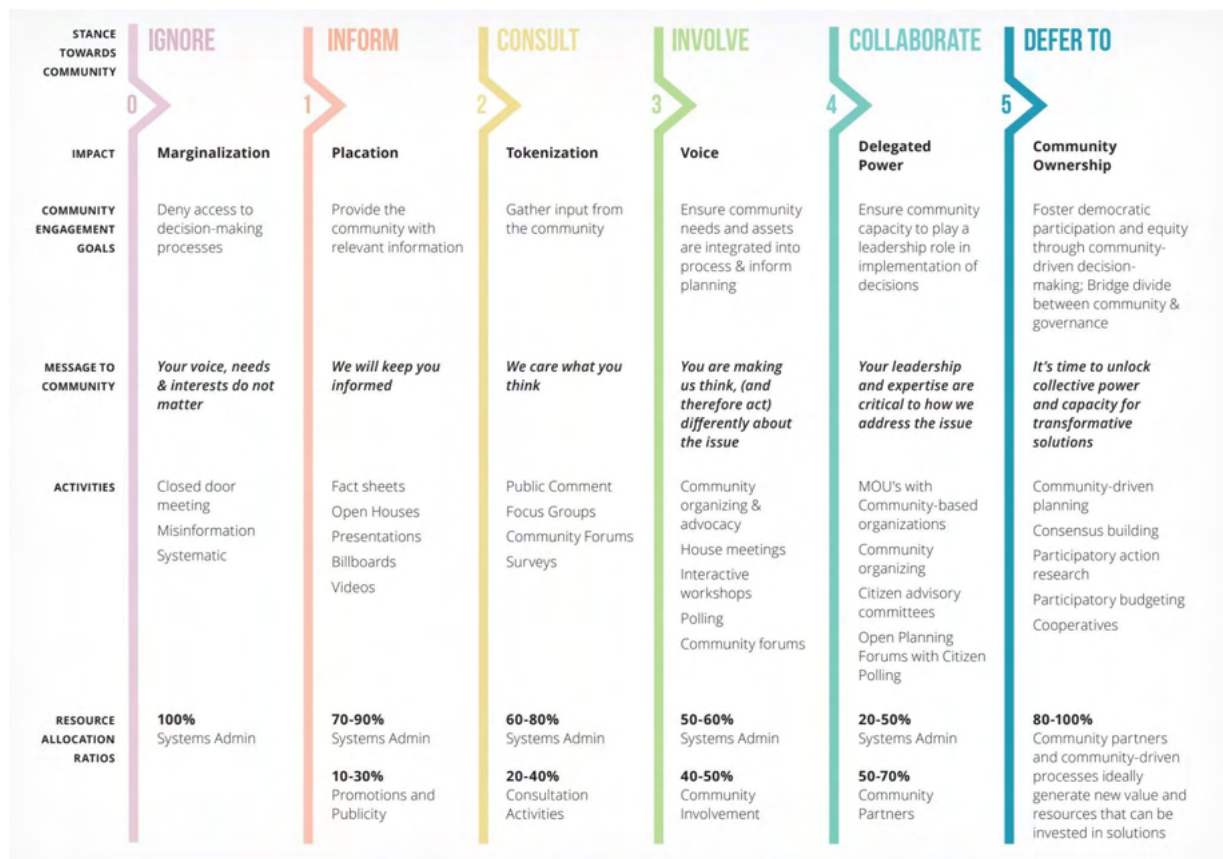 STANCE
TOWARDS
COMMUNITY
IGNORE
INFORM
CONSULT
INVOLVE
COLLABORATE
DEFER TO
0
1
2
3
4
5
IMPACT
Marginalization
Placation
Tokenization
Voice
Delegated
Power
Community
Ownership
COMMUNITY
ENGAGEMENT
GOALS
Deny access to
decision-making
processes
Provide the
community with
relevant information
Gather input from
the community
Ensure community
needs and assets
are integrated into
process & inform
planning
Ensure community
capacity to play a
leadership role in
implementation of
decisions
Foster democratic
participation and equity
through community-
driven decision-
making; Bridge divide
between community &
governance
MESSAGE TO
COMMUNITY
Your voice, needs
& interests do not
matter
We will keep you
informed
We care what you
think
You are making
us think, (and
therefore act)
differently about
the issue
Your leadership
and expertise are
critical to how we
address the issue
It's time to unlock
collective power
and capacity for
transformative
solutions
ACTIVITIES
Closed door
meeting
Misinformation
Systematic
Fact sheets
Open Houses
Presentations
Billboards
Videos
Public Comment
Focus Groups
Community Forums
Surveys
Community
organizing &
advocacy
House meetings
Interactive
workshops
Polling
Community forums
MOU's with
Community-based
organizations
Community
organizing
Citizen advisory
committees
Open Planning
Forums with Citizen
Polling
Community-driven
planning
Consensus building
Participatory action
research
Participatory budgeting
Cooperatives
RESOURCE
ALLOCATION
RATIOS
100%
Systems Admin
70-90%
Systems Admin
10-30%
Promotions and
Publicity
60-80%
Systems Admin
20-40%
Consultation
Activities
50-60%
Systems Admin
40-50%
Community
Involvement
20-50%
Systems Admin
50-70%
Community
Partners
80-100%
Community partners
and community-driven
processes ideally
generate new value and
resources that can be
invested in solutions